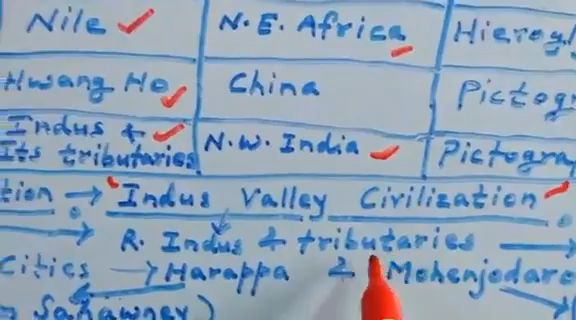 Nile N.E. Africa Hierogl
Hwang Ho China Pictog
Indus &
Its tributaries N.W. India Pictogra
tion → Indus Valley Civilization
→ R. Indus & tributaries →
Cities → Harappa & Mohenjodaro
Sahawney)